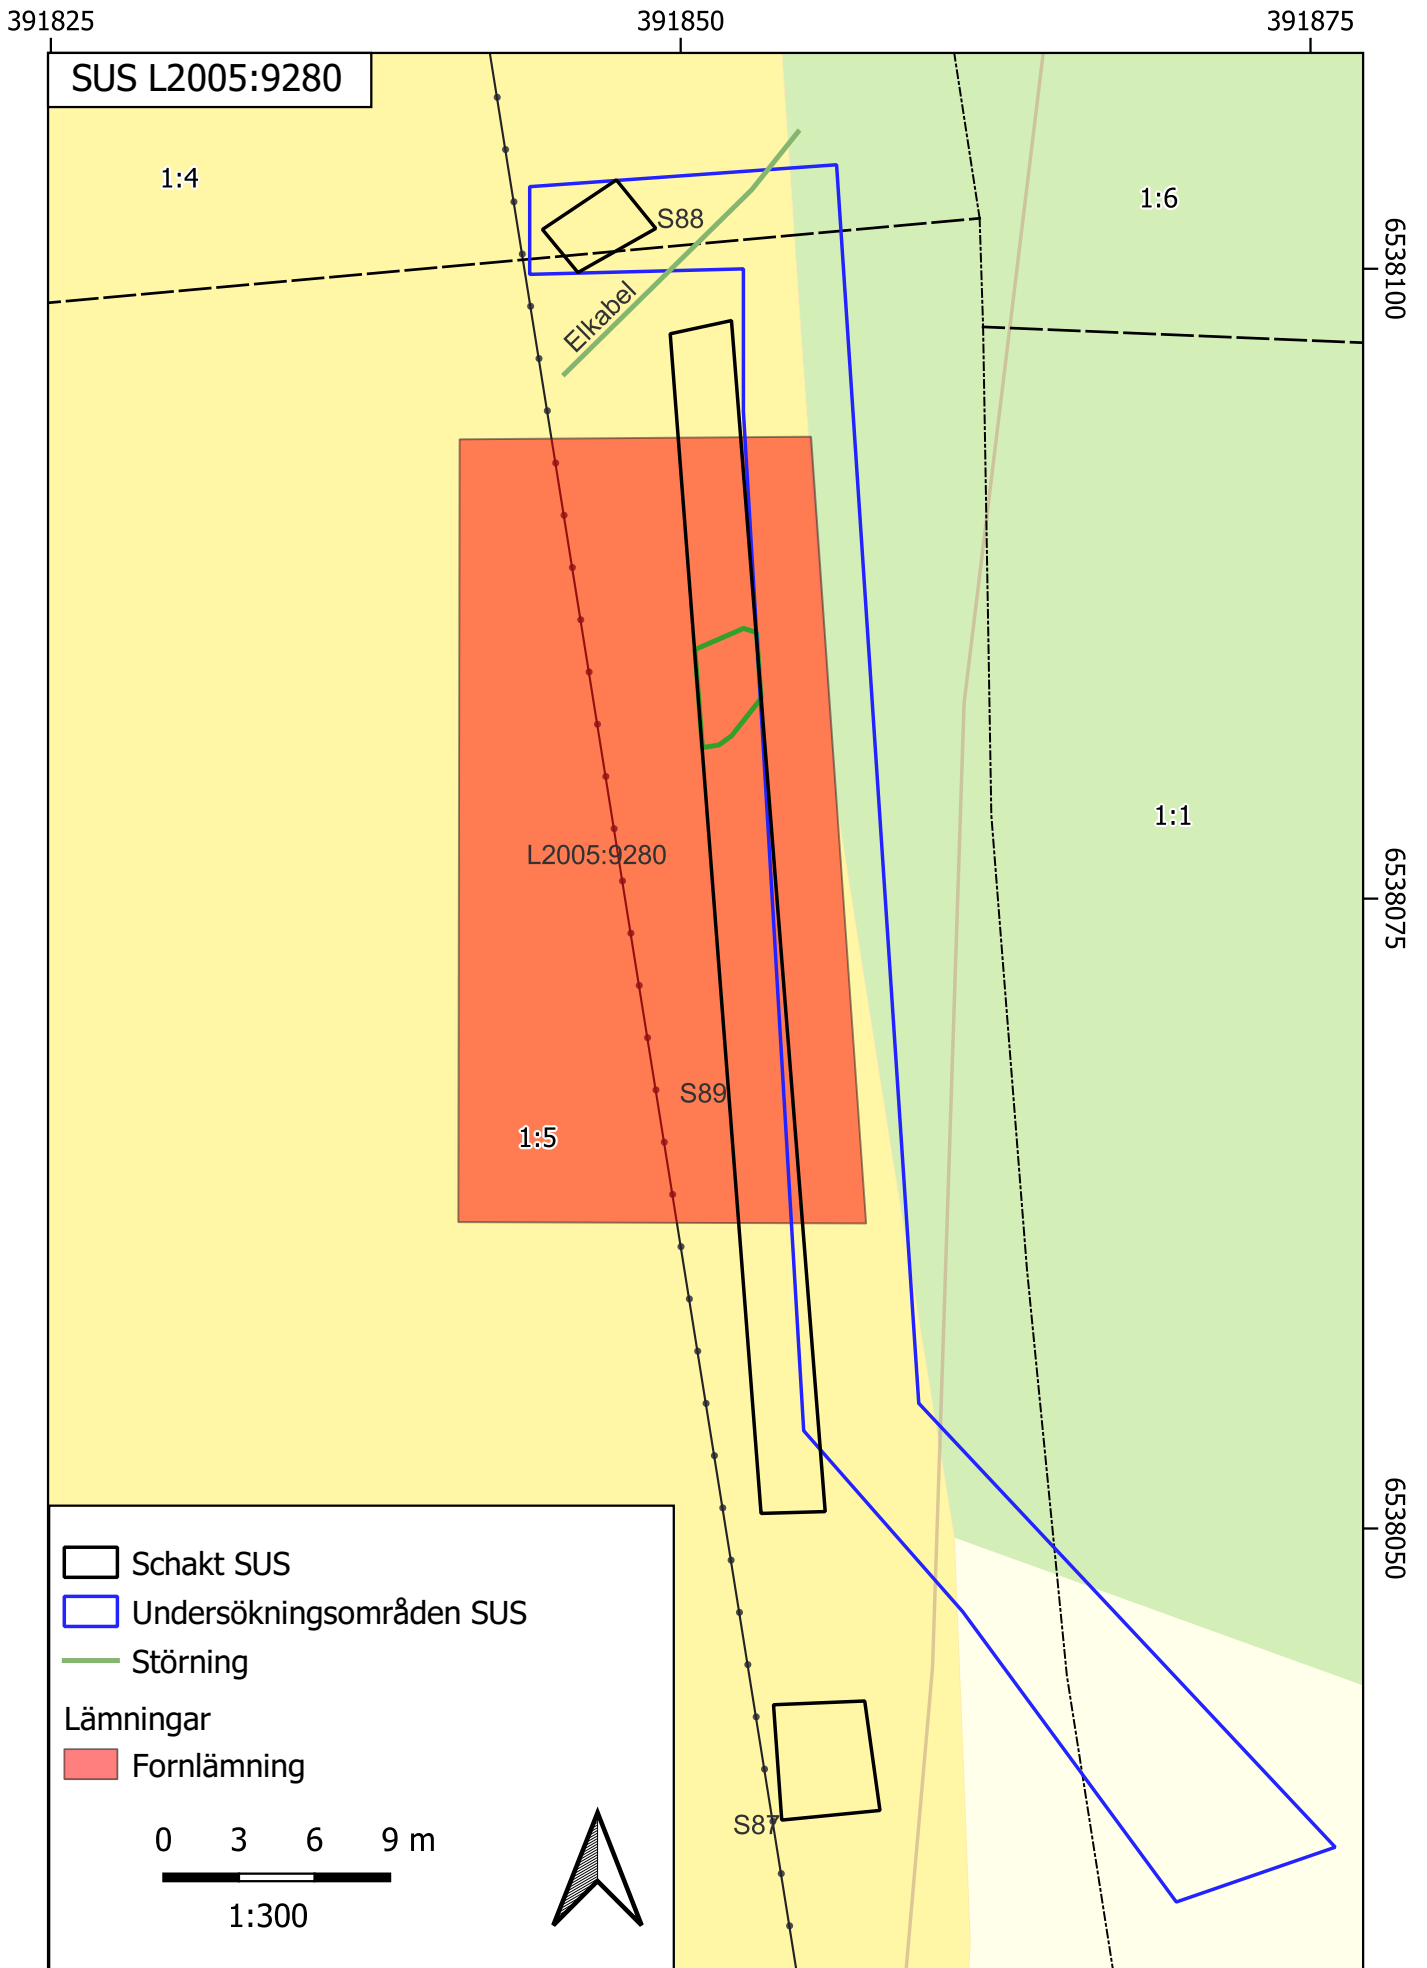 391825
391850
391875
SUS L2005:9280
1:4
1:6
S88
6538100
Elkabel
1:1
L2005:9280
6538075
S89
1:5
6538050
Schakt SUS
Undersökningsområden SUS
Störning
Lämningar
Fornlämning
S87
0 3 6 9 m
1:300